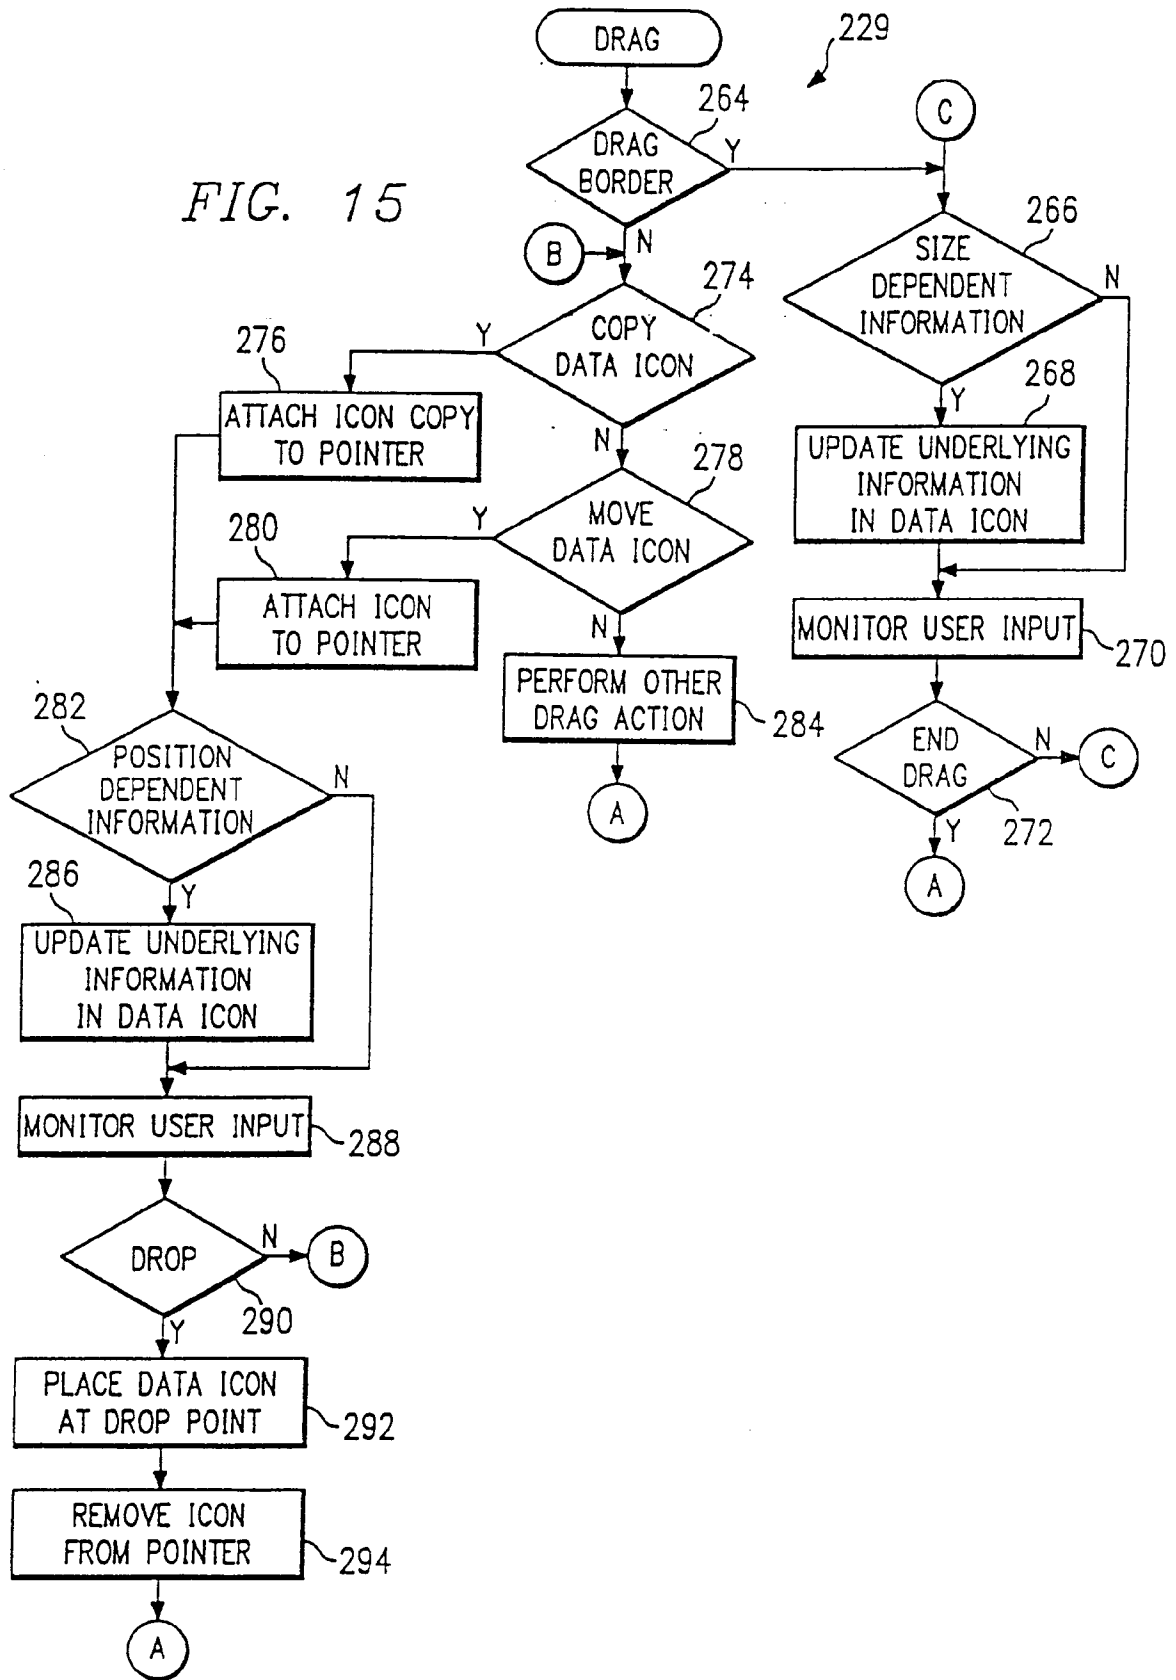 DRAG
229
264
C
DRAG
BORDER
Y
FIG. 15
N
B
266
SIZE
DEPENDENT
INFORMATION
N
274
COPY
DATA ICON
Y
276
Y
268
ATTACH ICON COPY
TO POINTER
N
UPDATE UNDERLYING
INFORMATION
IN DATA ICON
278
MOVE
DATA ICON
Y
280
ATTACH ICON
TO POINTER
N
MONITOR USER INPUT
270
PERFORM OTHER
DRAG ACTION
284
282
POSITION
DEPENDENT
INFORMATION
N
END
DRAG
N
C
A
272
Y
A
286
Y
UPDATE UNDERLYING
INFORMATION
IN DATA ICON
MONITOR USER INPUT
288
DROP
N
B
290
Y
PLACE DATA ICON
AT DROP POINT
292
REMOVE ICON
FROM POINTER
294
A